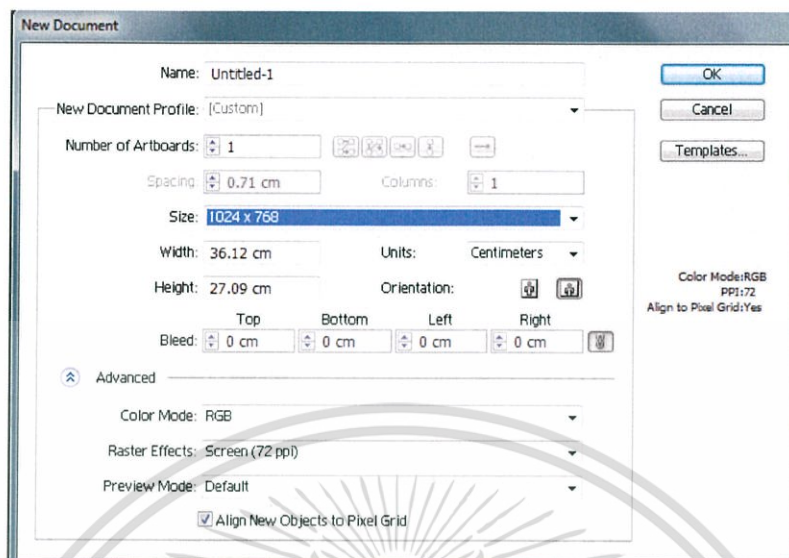 New Document
Name: Untitled-1
OK
New Document Profile: [Custom]
Cancel
Number of Artboards: 1
Templates...
Spacing: 0.71 cm Columns: 1
Size: 1024 x 768
Width: 36.12 cm Units: Centimeters
Height: 27.09 cm Orientation:
Color Mode:RGB
PPI:72
Align to Pixel Grid:Yes
Top Bottom Left Right
Bleed: 0 cm 0 cm 0 cm 0 cm
Advanced
Color Mode: RGB
Raster Effects: Screen (72 ppi)
Preview Mode: Default
Align New Objects to Pixel Grid